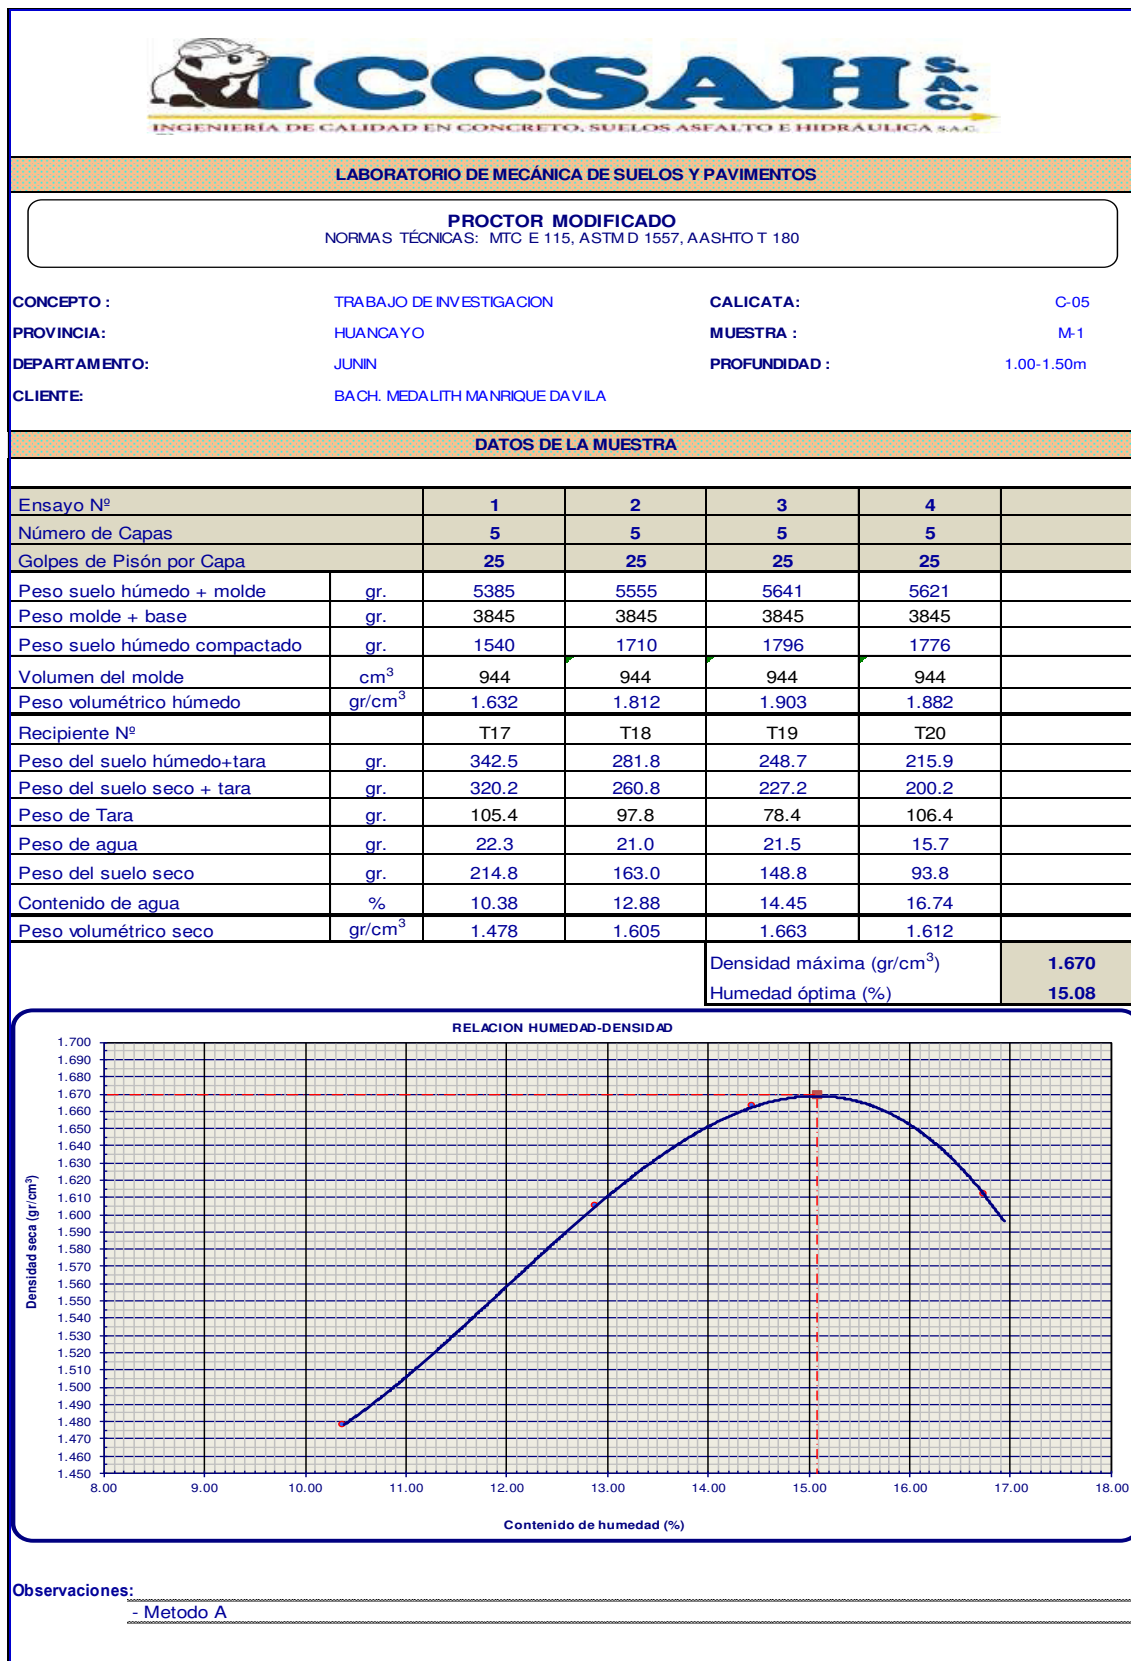 ICCSAH S.A.C.
INGENIERÍA DE CALIDAD EN CONCRETO, SUELOS ASFALTO E HIDRÁULICA S.A.C.
LABORATORIO DE MECÁNICA DE SUELOS Y PAVIMENTOS
PROCTOR MODIFICADO
NORMAS TÉCNICAS: MTC E 115, ASTM D 1557, AASHTO T 180
CONCEPTO : TRABAJO DE INVESTIGACION CALICATA: C-05
PROVINCIA: HUANCAYO MUESTRA : M-1
DEPARTAMENTO: JUNIN PROFUNDIDAD : 1.00-1.50m
CLIENTE: BACH. MEDALITH MANRIQUE DAVILA
DATOS DE LA MUESTRA
Ensayo Nº 1 2 3 4
Número de Capas 5 5 5 5
Golpes de Pisón por Capa 25 25 25 25
Peso suelo húmedo + molde gr. 5385 5555 5641 5621
Peso molde + base gr. 3845 3845 3845 3845
Peso suelo húmedo compactado gr. 1540 1710 1796 1776
Volumen del molde cm³ 944 944 944 944
Peso volumétrico húmedo gr/cm³ 1.632 1.812 1.903 1.882
Recipiente Nº T17 T18 T19 T20
Peso del suelo húmedo+tara gr. 342.5 281.8 248.7 215.9
Peso del suelo seco + tara gr. 320.2 260.8 227.2 200.2
Peso de Tara gr. 105.4 97.8 78.4 106.4
Peso de agua gr. 22.3 21.0 21.5 15.7
Peso del suelo seco gr. 214.8 163.0 148.8 93.8
Contenido de agua % 10.38 12.88 14.45 16.74
Peso volumétrico seco gr/cm³ 1.478 1.605 1.663 1.612
Densidad máxima (gr/cm³) 1.670
Humedad óptima (%) 15.08
RELACION HUMEDAD-DENSIDAD
Densidad seca (gr/cm³)
1.700
1.690
1.680
1.670
1.660
1.650
1.640
1.630
1.620
1.610
1.600
1.590
1.580
1.570
1.560
1.550
1.540
1.530
1.520
1.510
1.500
1.490
1.480
1.470
1.460
1.450
8.00 9.00 10.00 11.00 12.00 13.00 14.00 15.00 16.00 17.00 18.00
Contenido de humedad (%)
Observaciones:
- Metodo A